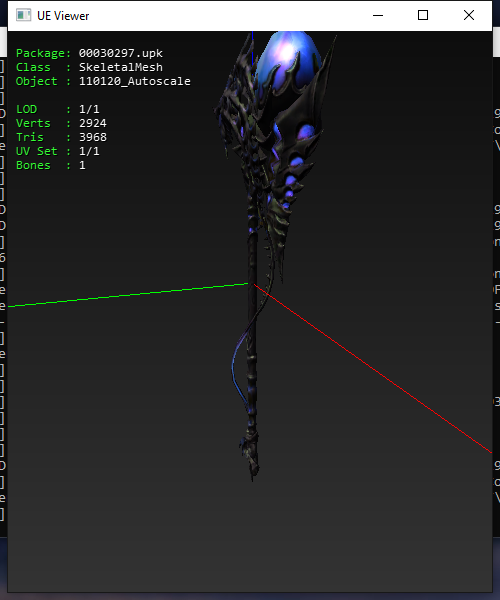 UE Viewer
Package: 00030297.upk
Class  : SkeletalMesh
Object : 110120_Autoscale
LOD    : 1/1
Verts  : 2924
Tris   : 3968
UV Set : 1/1
Bones  : 1